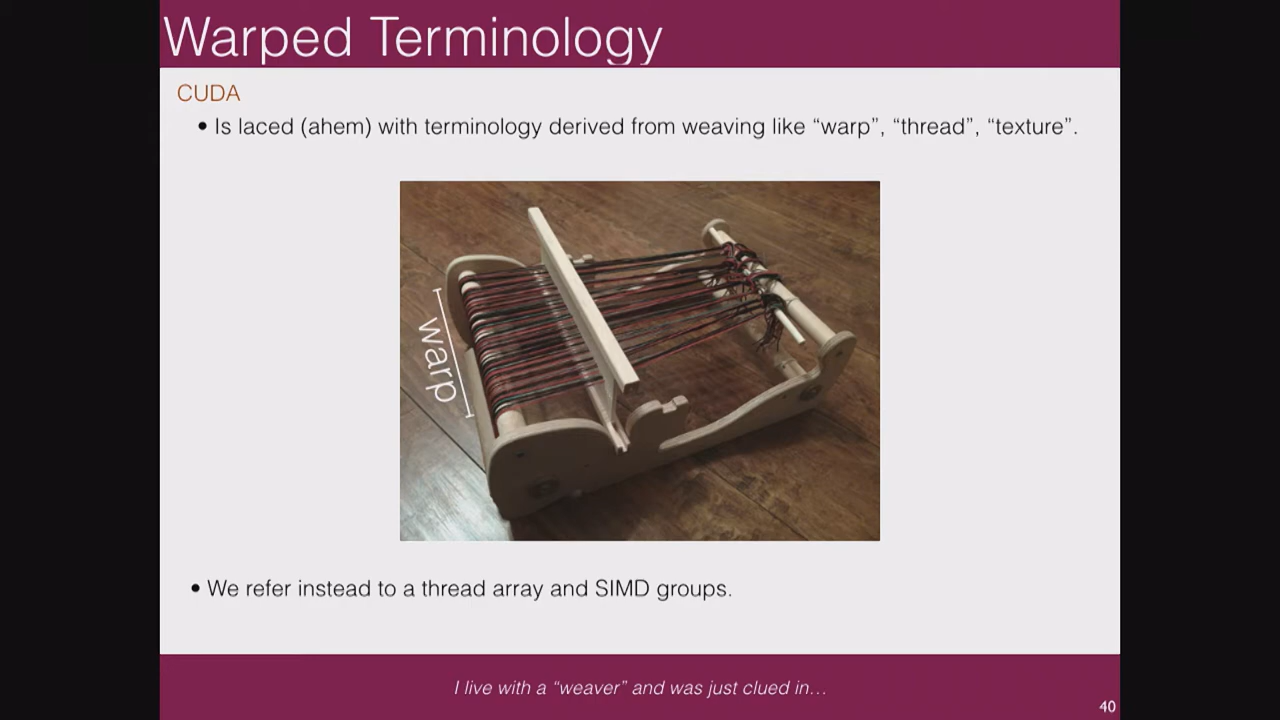 Warped Terminology
CUDA
• Is laced (ahem) with terminology derived from weaving like “warp”, “thread”, “texture”.
warp
• We refer instead to a thread array and SIMD groups.
I live with a “weaver” and was just clued in…
40